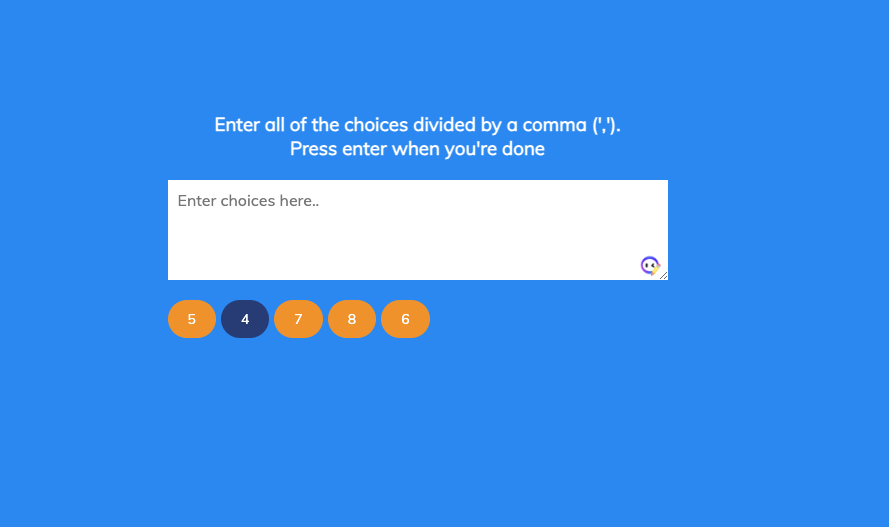 Enter all of the choices divided by a comma (',').
Press enter when you're done
Enter choices here..
5 4 7 8 6